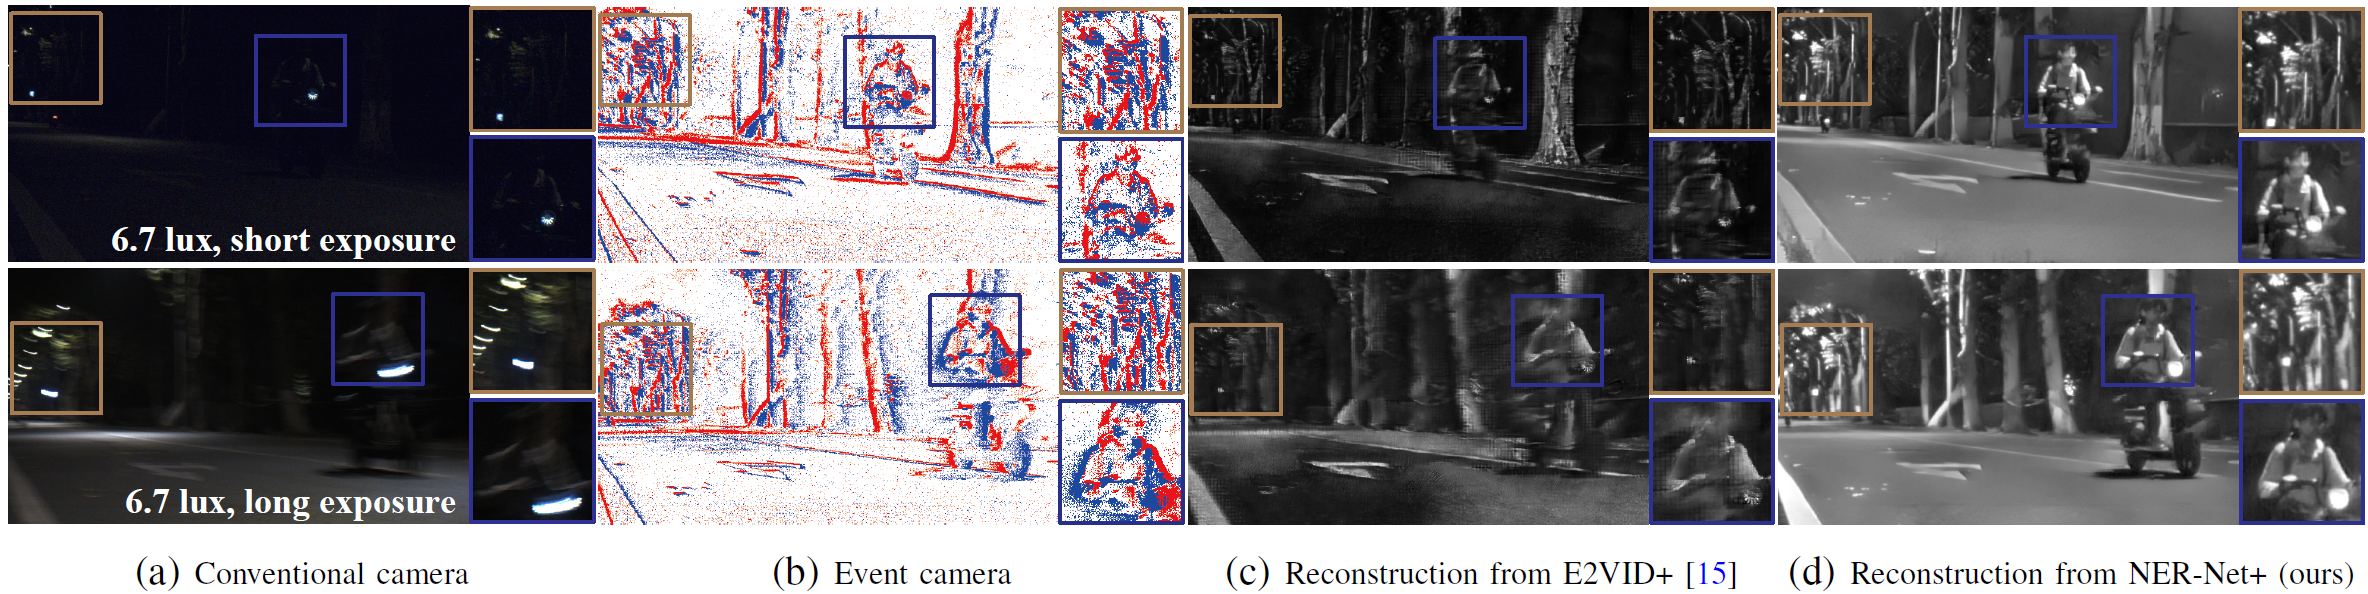 6.7 lux, short exposure
6.7 lux, long exposure
(a) Conventional camera
(b) Event camera
(c) Reconstruction from E2VID+ [15]
(d) Reconstruction from NER-Net+ (ours)